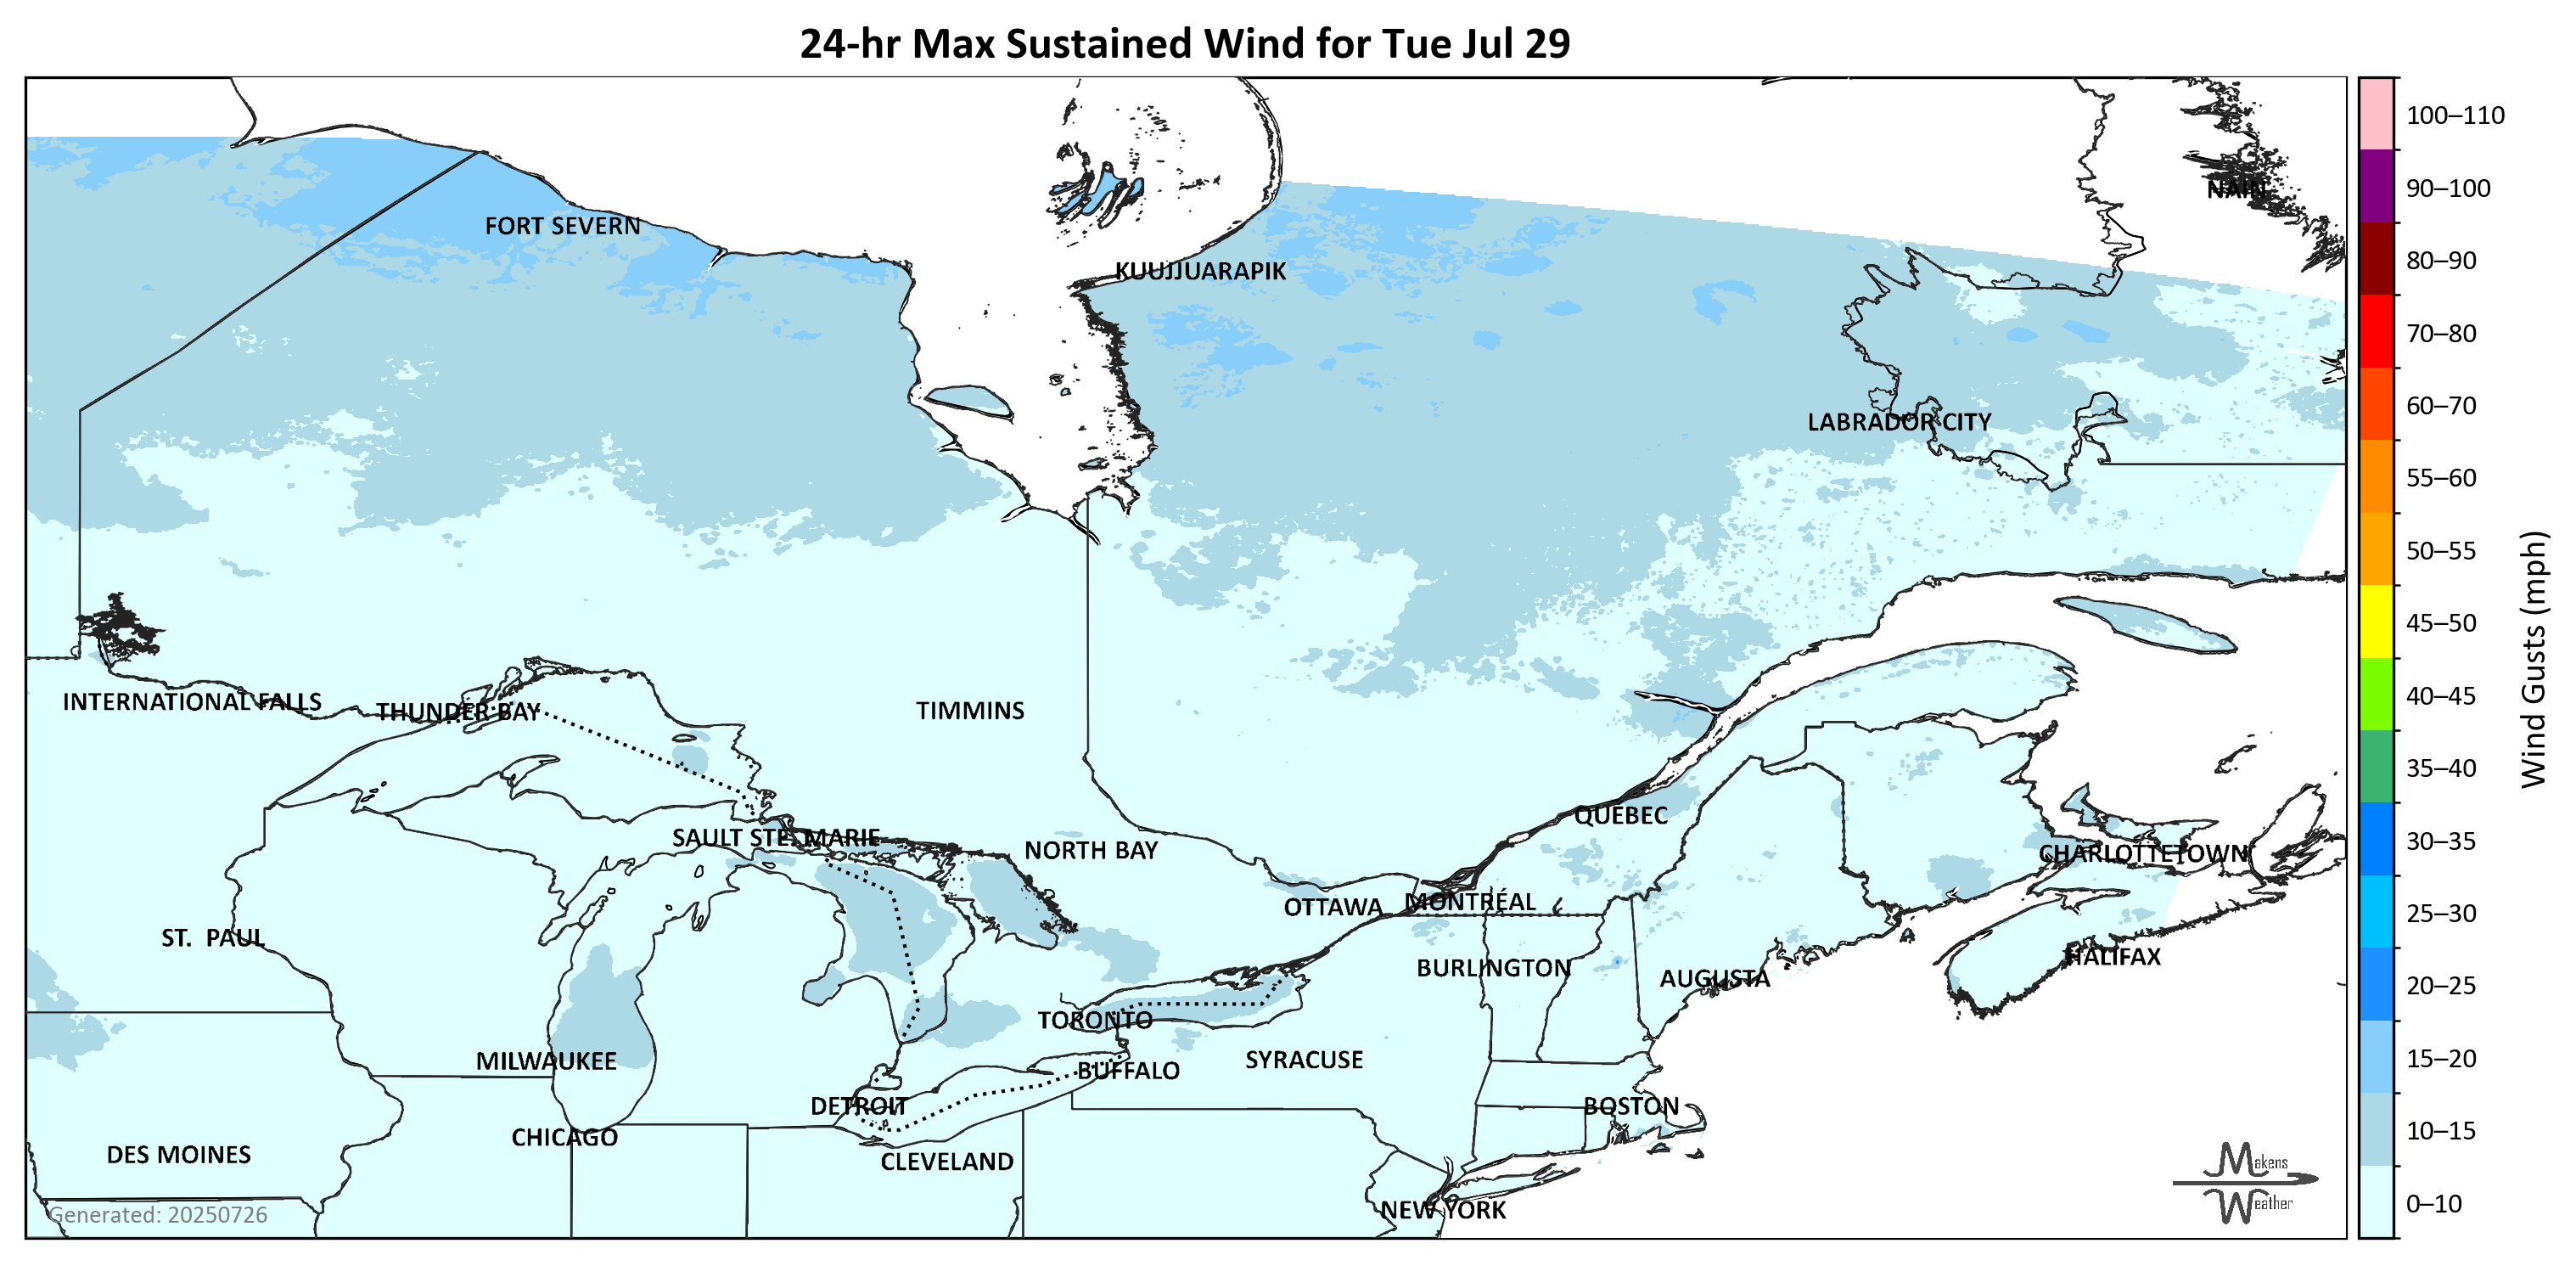 24-hr Max Sustained Wind for Tue Jul 29
100–110
90–100
80–90
70–80
60–70
55–60
50–55
45–50
40–45
35–40
30–35
25–30
20–25
15–20
10–15
0–10
Wind Gusts (mph)
NAIN
FORT SEVERN
KUUJJUARAPIK
LABRADOR CITY
INTERNATIONAL FALLS
THUNDER BAY
TIMMINS
QUÉBEC
SAULT STE. MARIE
NORTH BAY
CHARLOTTETOWN
OTTAWA
MONTRÉAL
ST. PAUL
HALIFAX
BURLINGTON
AUGUSTA
TORONTO
MILWAUKEE
SYRACUSE
BUFFALO
DETROIT
BOSTON
CHICAGO
DES MOINES
CLEVELAND
NEW YORK
Makens
Weather
Generated: 20250726